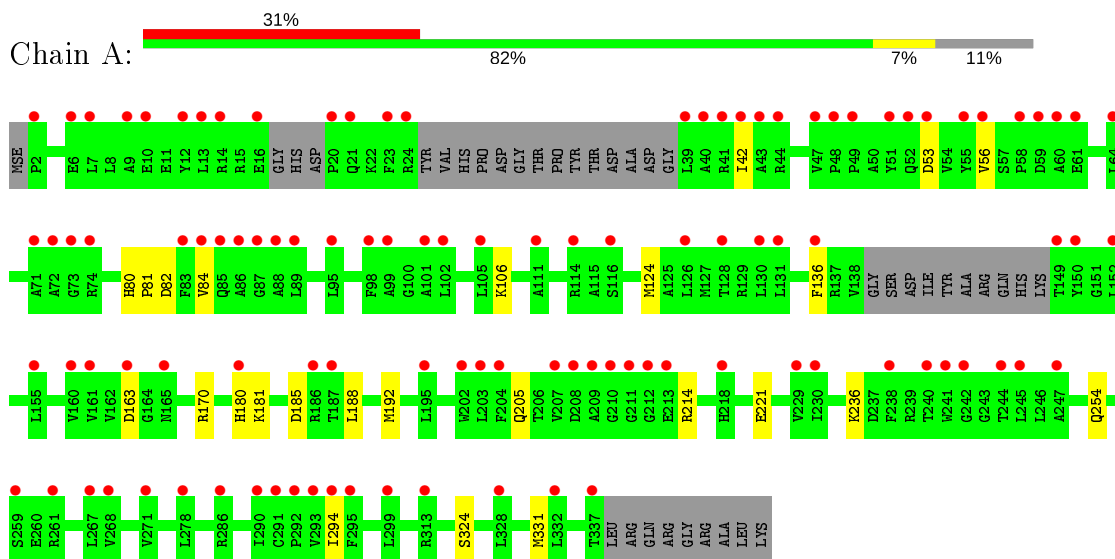 31%
Chain A:
82% 7% 11%
MSE P2 E6 L7 L8 A9 E10 E11 Y12 L13 R14 R15 E16 GLY HIS ASP P20 Q21 K22 F23 R24 TYR VAL HIS PRO ASP GLY THR PRO TYR THR ASP ALA ASP GLY L39 A40 R41 I42 A43 R44 V47 P48 P49 A50 Y51 Q52 D53 V54 Y55 V56 S57 P58 D59 A60 E61 L64
A71 A72 G73 R74 H80 P81 D82 F83 V84 Q85 A86 G87 A88 L89 L95 F98 A99 G100 A101 L102 L105 K106 A111 R114 A115 S116 M124 A125 L126 M127 T128 R129 L130 L131 F136 R137 V138 GLY SER ASP ILE TYR ALA ARG GLN HIS LYS T149 Y150 G151 L152
L155 V160 V161 V162 D163 G164 N165 R170 H180 K181 D185 R186 T187 L188 M192 L195 W202 L203 F204 Q205 T206 V207 D208 A209 G210 G211 G212 E213 R214 H218 E221 V229 I230 K236 D237 F238 R239 T240 W241 G242 G243 T244 L245 L246 A247 Q254
S259 E260 R261 L267 V268 V271 L278 R286 I290 C291 P292 V293 I294 F295 L299 R313 S324 L328 M331 L332 T337 LEU ARG GLN ARG GLY ARG ARG ALA LEU LYS